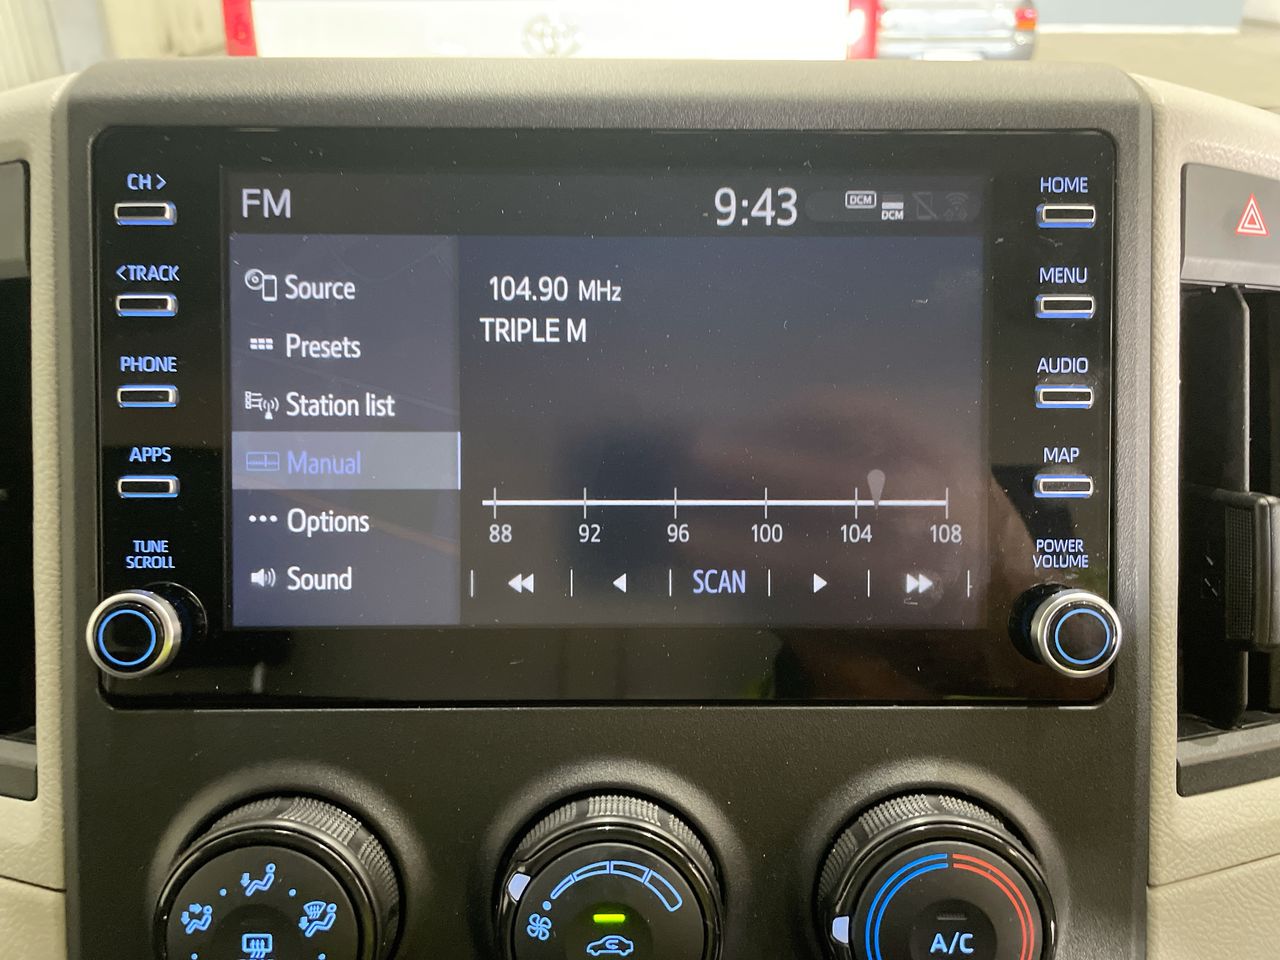 CH >
<TRACK
PHONE
APPS
TUNE
SCROLL
FM
9:43
DCM
DCM
Source
Presets
Station list
Manual
Options
Sound
104.90 MHz
TRIPLE M
88 92 96 100 104 108
SCAN
HOME
MENU
AUDIO
MAP
POWER
VOLUME
A/C